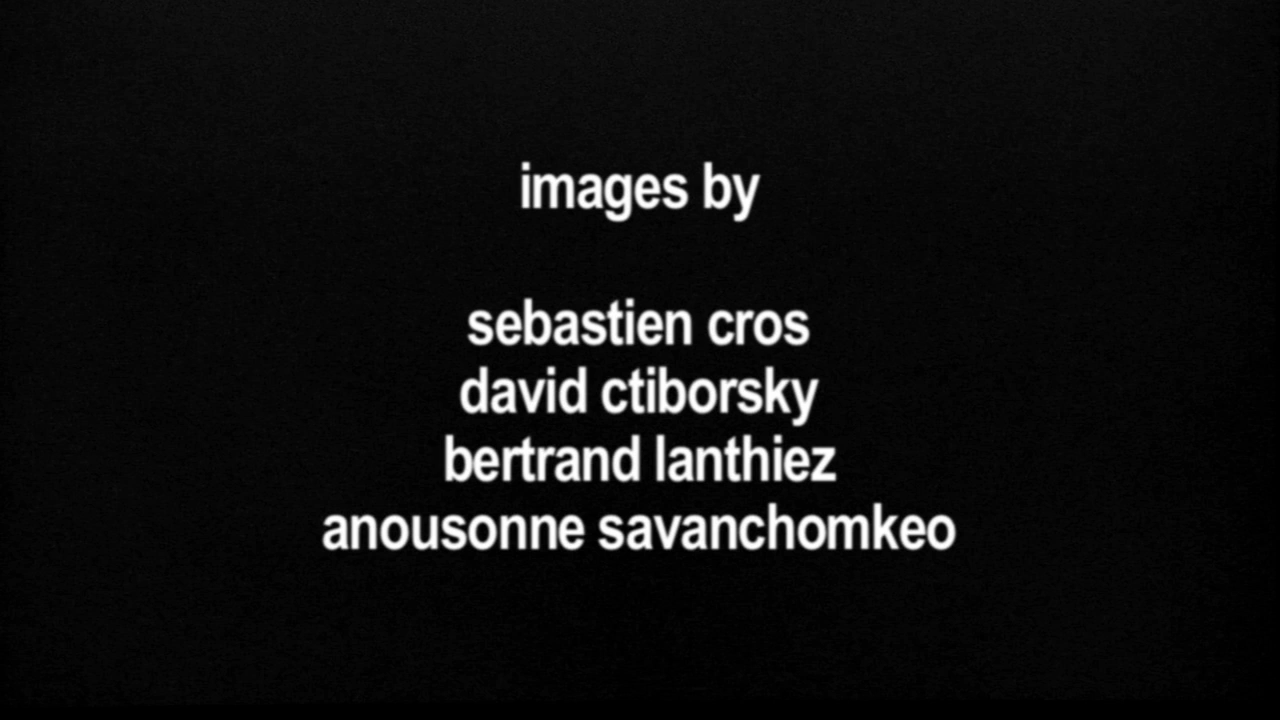 images by
sebastien cros
david ctiborsky
bertrand lanthiez
anousonne savanchomkeo